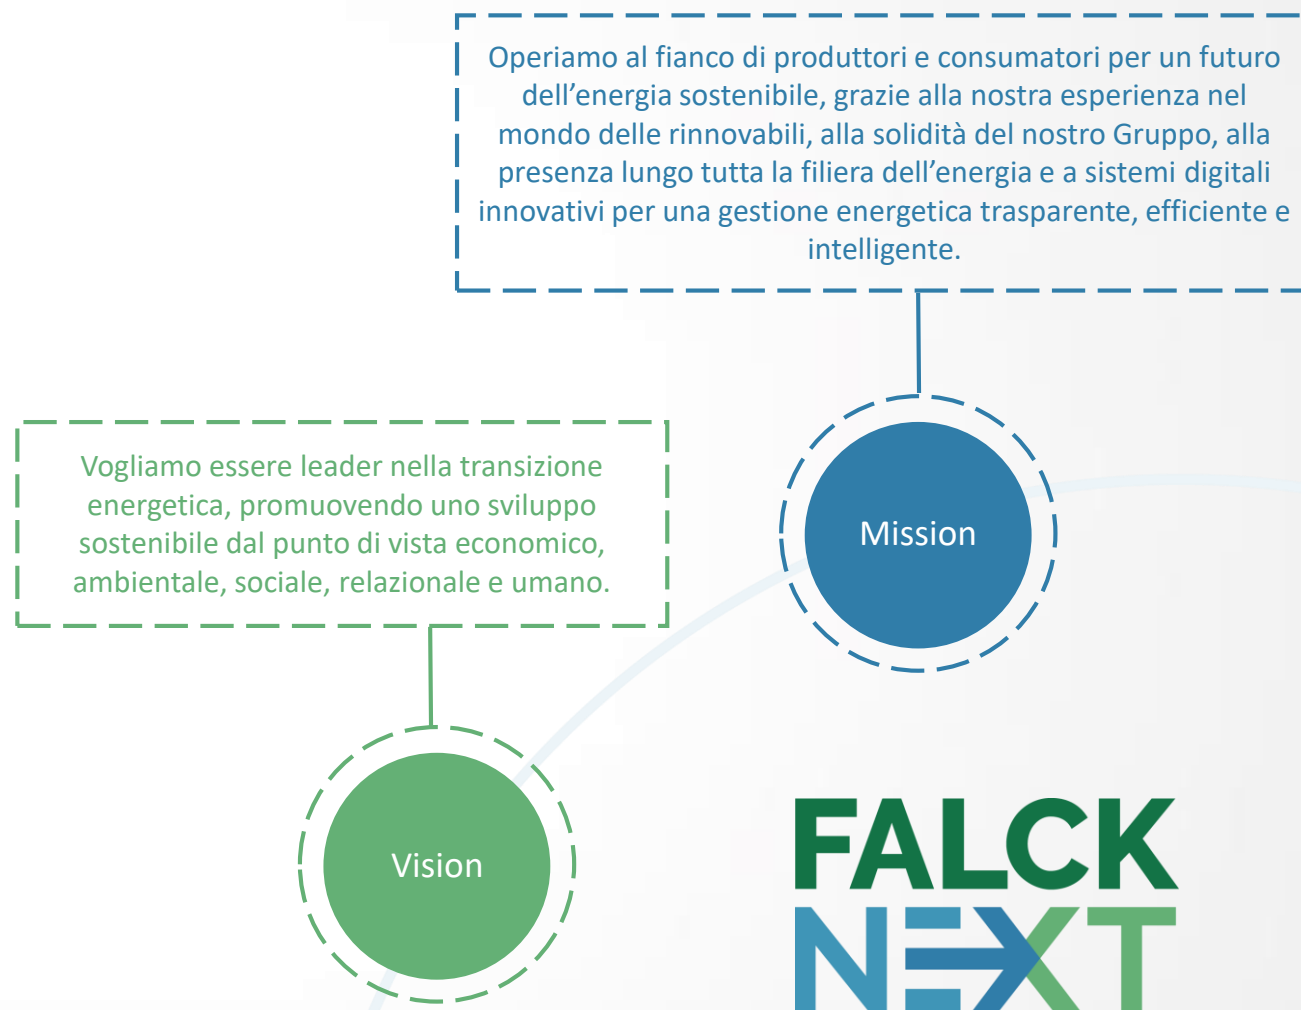 Operiamo al fianco di produttori e consumatori per un futuro
dell’energia sostenibile, grazie alla nostra esperienza nel
mondo delle rinnovabili, alla solidità del nostro Gruppo, alla
presenza lungo tutta la filiera dell’energia e a sistemi digitali
innovativi per una gestione energetica trasparente, efficiente e
intelligente.
Mission
Vogliamo essere leader nella transizione
energetica, promuovendo uno sviluppo
sostenibile dal punto di vista economico,
ambientale, sociale, relazionale e umano.
Vision
FALCK
NEXT